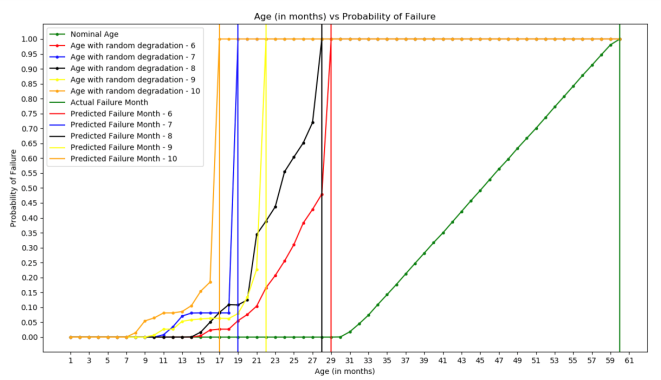 Age (in months) vs Probability of Failure
Nominal Age
Age with random degradation - 6
Age with random degradation - 7
Age with random degradation - 8
Age with random degradation - 9
Age with random degradation - 10
Actual Failure Month
Predicted Failure Month - 6
Predicted Failure Month - 7
Predicted Failure Month - 8
Predicted Failure Month - 9
Predicted Failure Month - 10
Probability of Failure
1.00
0.95
0.90
0.85
0.80
0.75
0.70
0.65
0.60
0.55
0.50
0.45
0.40
0.35
0.30
0.25
0.20
0.15
0.10
0.05
0.00
1 3 5 7 9 11 13 15 17 19 21 23 25 27 29 31 33 35 37 39 41 43 45 47 49 51 53 55 57 59 61
Age (in months)